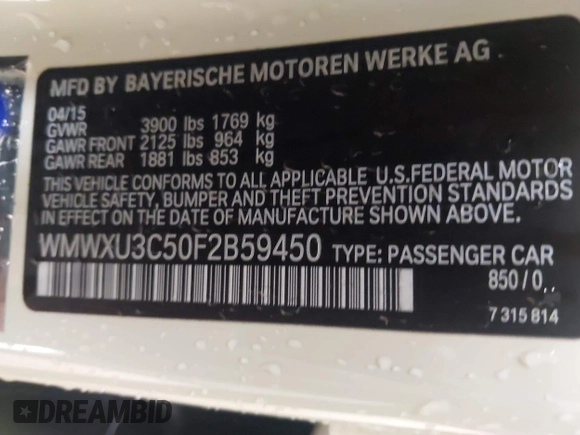 MFD BY BAYERISCHE MOTOREN WERKE AG
04/15
GVWR 3900 lbs 1769 kg
GAWR FRONT 2125 lbs 964 kg
GAWR REAR 1881 lbs 853 kg
THIS VEHICLE CONFORMS TO ALL APPLICABLE U.S.FEDERAL MOTOR
VEHICLE SAFETY, BUMPER AND THEFT PREVENTION STANDARDS
IN EFFECT ON THE DATE OF MANUFACTURE SHOWN ABOVE.
WMWXU3C50F2B59450 TYPE: PASSENGER CAR
850/0,,
7 315 814
DREAMBID